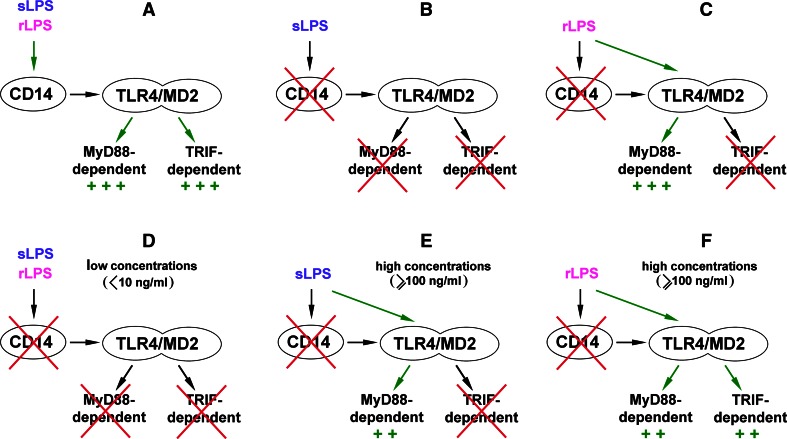 A
sLPS
rLPS
CD14
TLR4/MD2
MyD88-
dependent
+ + +
TRIF-
dependent
+ + +
B
sLPS
CD14
TLR4/MD2
MyD88-
dependent
TRIF-
dependent
C
rLPS
CD14
TLR4/MD2
MyD88-
dependent
+ + +
TRIF-
dependent
D
sLPS
rLPS
low concentrations
(<10 ng/ml)
CD14
TLR4/MD2
MyD88-
dependent
TRIF-
dependent
E
sLPS
high concentrations
(⩾100 ng/ml)
CD14
TLR4/MD2
MyD88-
dependent
+ +
TRIF-
dependent
F
rLPS
high concentrations
(⩾100 ng/ml)
CD14
TLR4/MD2
MyD88-
dependent
+ +
TRIF-
dependent
+ +